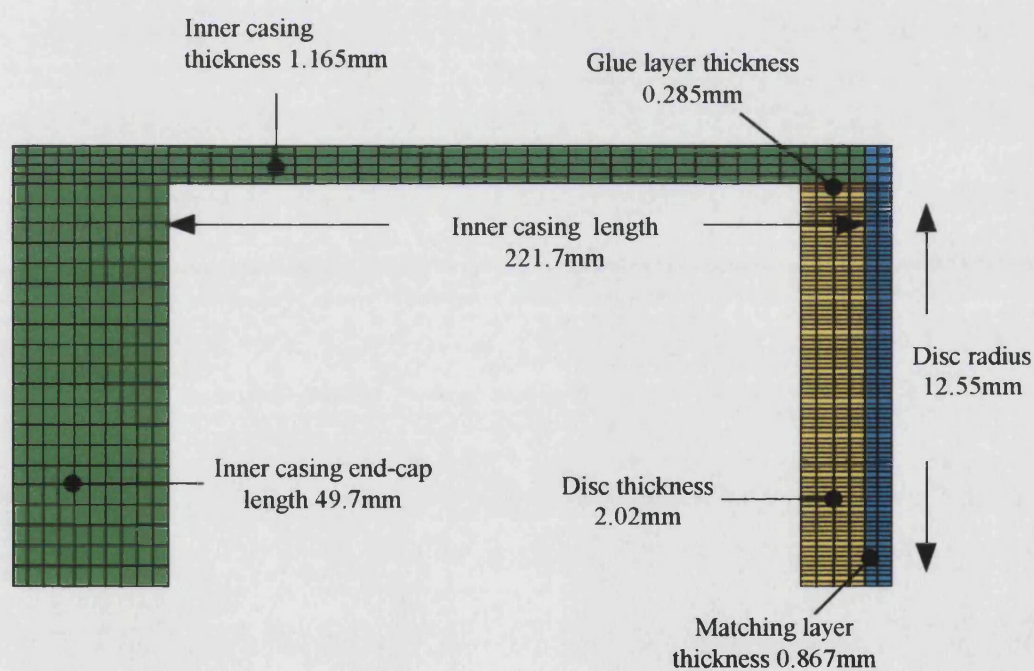 Inner casing
thickness 1.165mm
Glue layer thickness
0.285mm
Inner casing length
221.7mm
Disc radius
12.55mm
Inner casing end-cap
length 49.7mm
Disc thickness
2.02mm
Matching layer
thickness 0.867mm